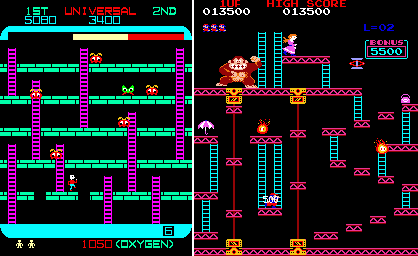 1ST UNIVERSAL 2ND
5080 3400
6
1050 (OXYGEN)
1UP HIGH SCORE
013500 013500
L=02
BONUS
5500
500